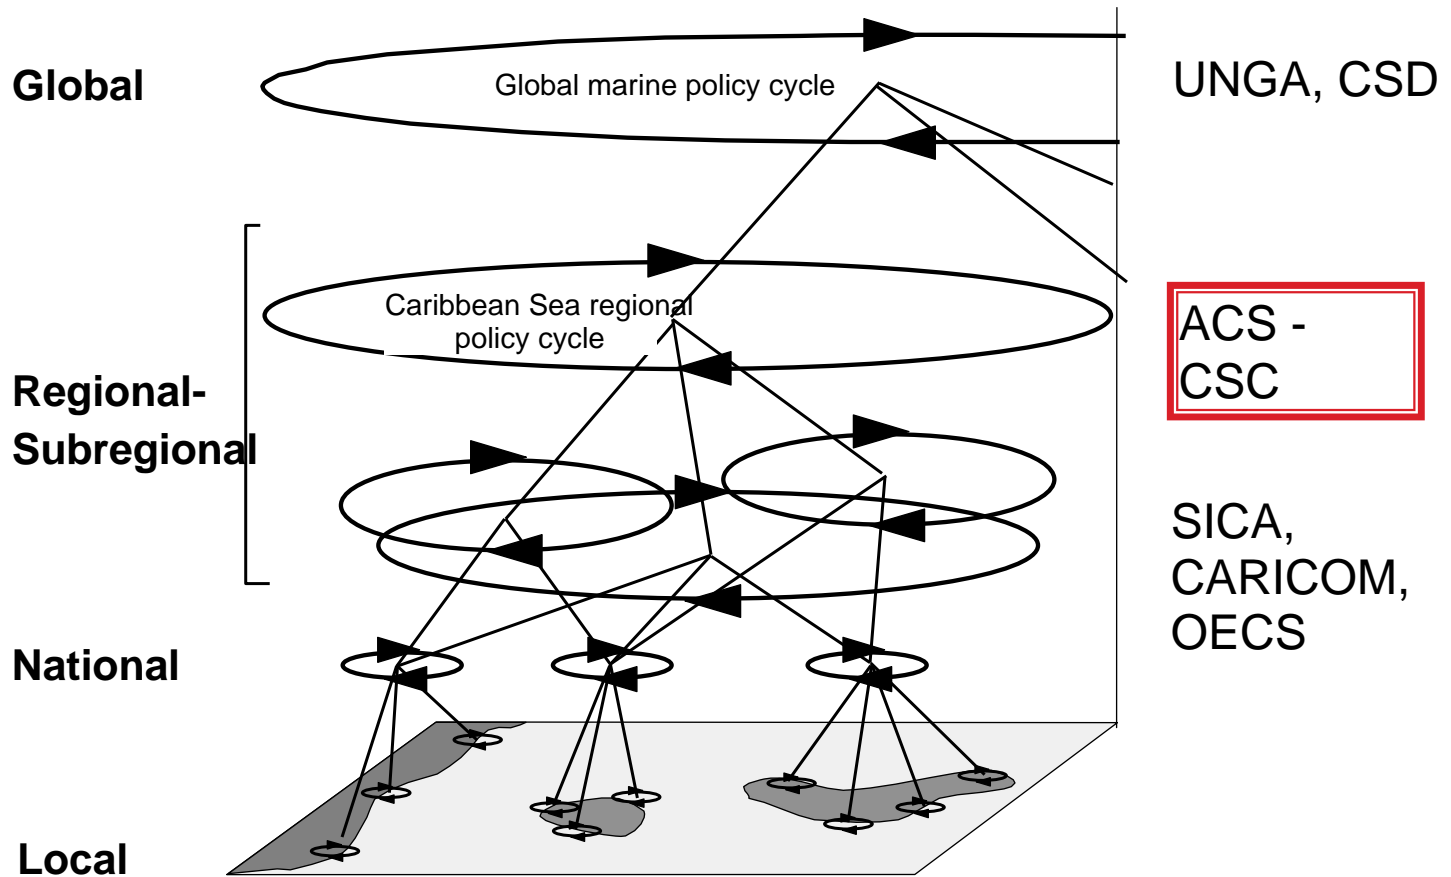 Global
Global marine policy cycle
UNGA, CSD
Caribbean Sea regional
policy cycle
ACS -
CSC
Regional-
Subregional
SICA,
CARICOM,
OECS
National
Local